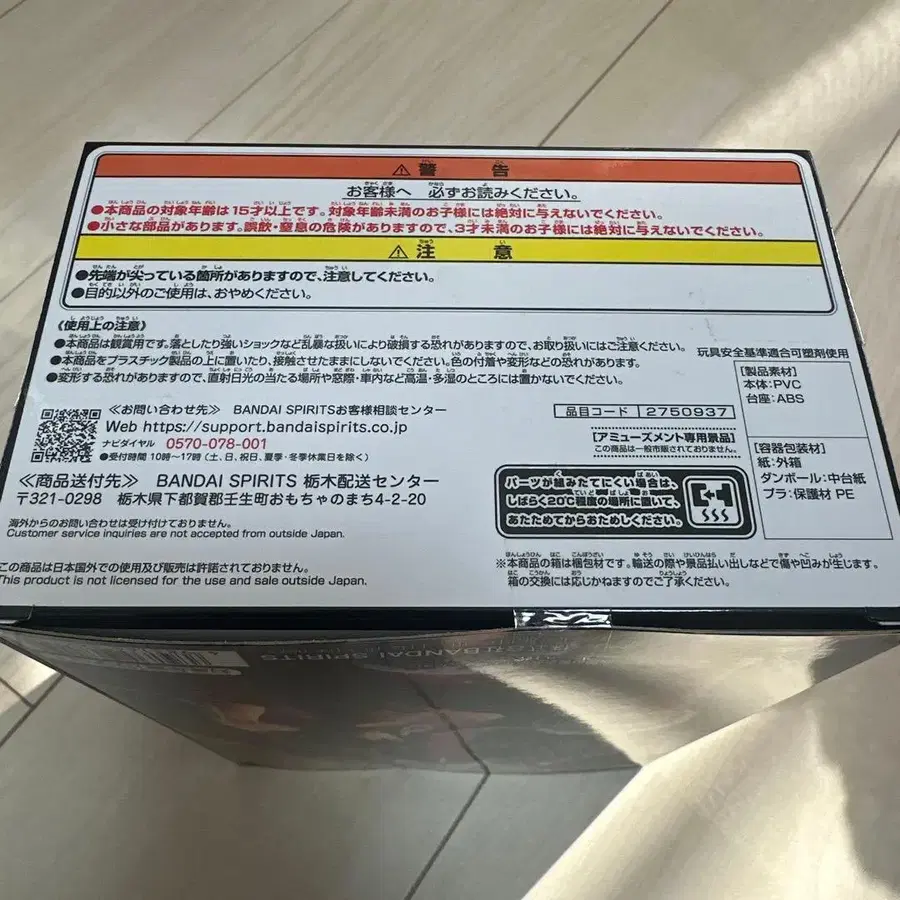 ⚠ 警告
お客様へ 必ずお読みください。
●本商品の対象年齢は15才以上です。対象年齢未満のお子様には絶対に与えないでください。
●小さな部品があります。誤飲・窒息の危険がありますので、3才未満のお子様には絶対に与えないでください。
⚠ 注意
●先端が尖っている箇所がありますので、注意してください。
●目的以外のご使用は、おやめください。
《使用上の注意》
●本商品は観賞用です。落としたり強いショックなど乱暴な扱いにより破損する恐れがありますので、お取り扱いにはご注意ください。
●本商品をプラスチック製品の上に置いたり、接触させたままにしないでください。色の付着や変形などの恐れがあります。
●変形する恐れがありますので、直射日光の当たる場所や窓際・車内など高温・多湿のところには置かないでください。
玩具安全基準適合可塑剤使用
[製品素材]
本体:PVC
台座:ABS
≪お問い合わせ先≫ BANDAI SPIRITSお客様相談センター
Web https://support.bandaispirits.co.jp
ナビダイヤル 0570-078-001
●受付時間 10時〜17時(土、日、祝日、夏季・冬季休業日を除く)
≪商品送付先≫ BANDAI SPIRITS 栃木配送センター
〒321-0298 栃木県下都賀郡壬生町おもちゃのまち4-2-20
海外からのお問い合わせは受け付けておりません。
Customer service inquiries are not accepted from outside Japan.
この商品は日本国外での使用及び販売は許諾されておりません。
This product is not licensed for the use and sale outside Japan.
品目コード 2750937
[アミューズメント専用景品]
この商品は一般市販されておりません。
パーツが組みたてにくい場合は、
しばらく20℃程度の場所に置いて、
あたためてからおためしください。
[容器包装材]
紙:外箱
ダンボール:中台紙
プラ:保護材 PE
※本商品の箱は梱包材です。輸送の際や景品払い出しなどで傷や凹みが生じます。
箱の交換には応じかねますのでご了承ください。
BANDAI SPIRITS